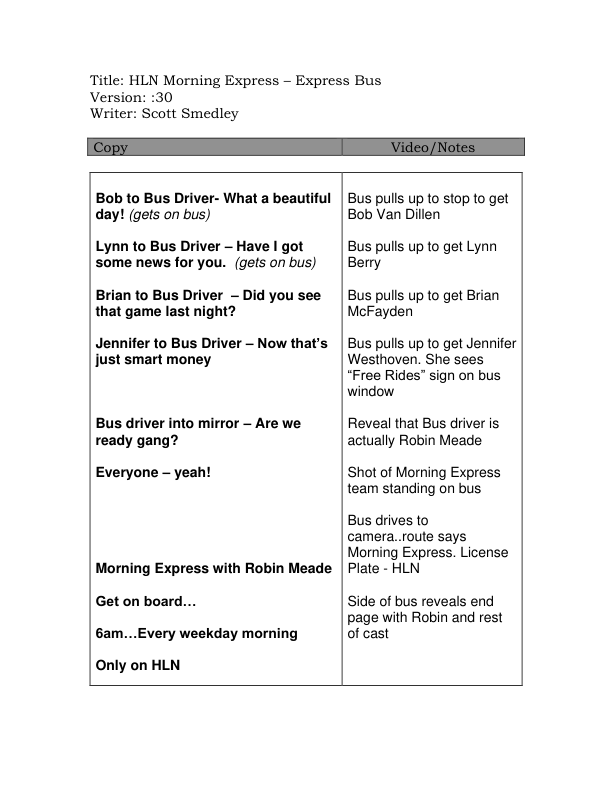 Title: HLN Morning Express – Express Bus
Version: :30
Writer: Scott Smedley
Copy
Video/Notes
Bob to Bus Driver- What a beautiful
day! (gets on bus)
Bus pulls up to stop to get
Bob Van Dillen
Lynn to Bus Driver – Have I got
some news for you.  (gets on bus)
Bus pulls up to get Lynn
Berry
Brian to Bus Driver  – Did you see
that game last night?
Bus pulls up to get Brian
McFayden
Jennifer to Bus Driver – Now that’s
just smart money
Bus pulls up to get Jennifer
Westhoven. She sees
“Free Rides” sign on bus
window
Bus driver into mirror – Are we
ready gang?
Reveal that Bus driver is
actually Robin Meade
Everyone – yeah!
Shot of Morning Express
team standing on bus
Bus drives to
camera..route says
Morning Express. License
Plate - HLN
Morning Express with Robin Meade
Get on board…
Side of bus reveals end
page with Robin and rest
of cast
6am…Every weekday morning
Only on HLN